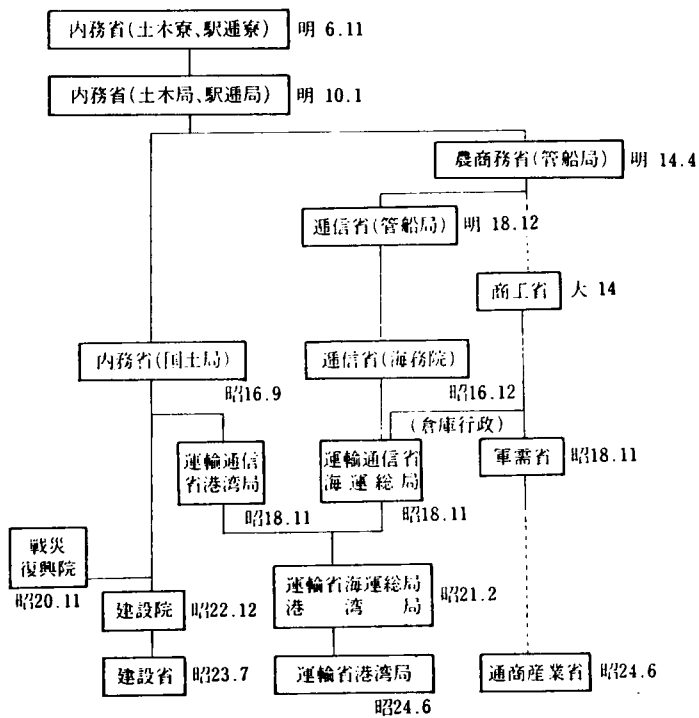 内務省(土木寮、駅逓寮) 明 6.11
内務省(土木局、駅逓局) 明 10.1
農商務省(管船局) 明 14.4
逓信省(管船局) 明 18.12
商工省 大 14
内務省(国土局)
昭16.9
逓信省(海務院)
昭16.12
(倉庫行政)
運輸通信
省港湾局
昭18.11
運輸通信省
海運総局
昭18.11
軍需省 昭18.11
戦災
復興院
昭20.11
建設院 昭22.12
運輸省海運総局
港湾局
昭21.2
建設省 昭23.7
運輸省港湾局
昭24.6
通商産業省 昭24.6